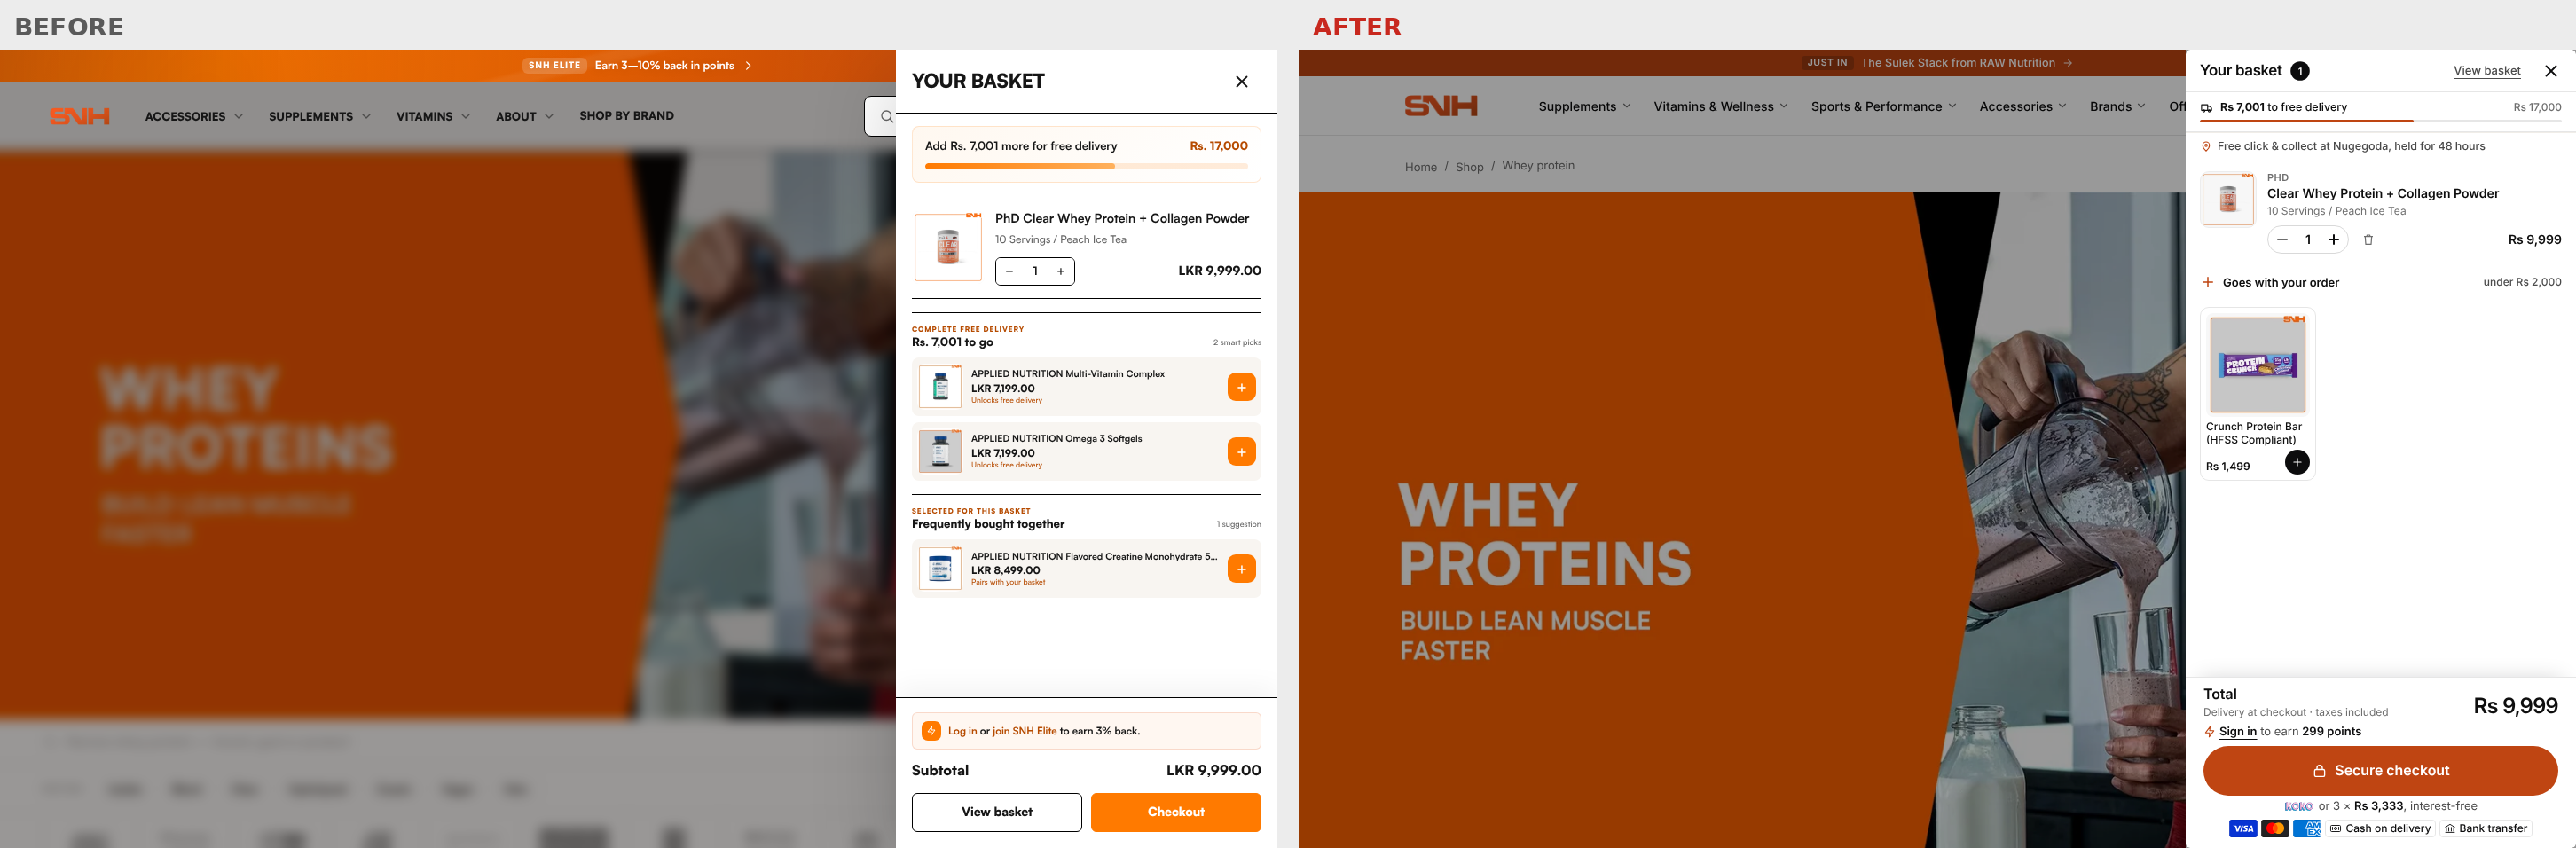 BEFORE
SNH ELITE Earn 3–10% back in points
SNH ACCESSORIES SUPPLEMENTS VITAMINS ABOUT SHOP BY BRAND
WHEY
PROTEINS
BUILD LEAN MUSCLE
FASTER
YOUR BASKET
Add Rs. 7,001 more for free delivery Rs. 17,000
SNH
PhD Clear Whey Protein + Collagen Powder
10 Servings / Peach Ice Tea
− 1 + LKR 9,999.00
COMPLETE FREE DELIVERY
Rs. 7,001 to go 2 smart picks
APPLIED NUTRITION Multi-Vitamin Complex
LKR 7,199.00
Unlocks free delivery
+
APPLIED NUTRITION Omega 3 Softgels
LKR 7,199.00
Unlocks free delivery
+
SELECTED FOR THIS BASKET
Frequently bought together 1 suggestion
APPLIED NUTRITION Flavored Creatine Monohydrate 5...
LKR 8,499.00
Pairs with your basket
+
Log in or join SNH Elite to earn 3% back.
Subtotal LKR 9,999.00
View basket Checkout
AFTER
JUST IN The Sulek Stack from RAW Nutrition →
SNH Supplements Vitamins & Wellness Sports & Performance Accessories Brands Off
Home / Shop / Whey protein
WHEY
PROTEINS
BUILD LEAN MUSCLE
FASTER
Your basket 1 View basket
Rs 7,001 to free delivery Rs 17,000
Free click & collect at Nugegoda, held for 48 hours
SNH
PHD
Clear Whey Protein + Collagen Powder
10 Servings / Peach Ice Tea
− 1 + Rs 9,999
+ Goes with your order under Rs 2,000
SNH
PROTEIN
CRUNCH
Crunch Protein Bar
(HFSS Compliant)
Rs 1,499 +
Total Rs 9,999
Delivery at checkout · taxes included
Sign in to earn 299 points
Secure checkout
KOKO or 3 × Rs 3,333, interest-free
VISA AMEX Cash on delivery Bank transfer